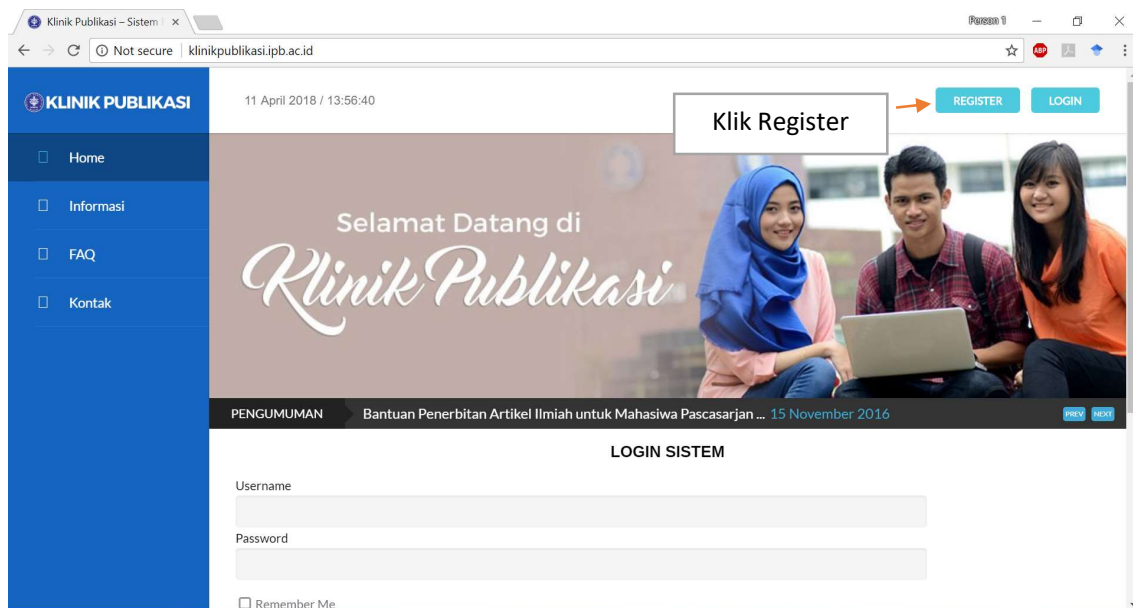 Klinik Publikasi – Sistem
Person 1
Not secure | klinikpublikasi.ipb.ac.id
ABP
KLINIK PUBLIKASI
11 April 2018 / 13:56:40
Klik Register
REGISTER
LOGIN
Home
Informasi
FAQ
Kontak
Selamat Datang di
Klinik Publikasi
PENGUMUMAN
Bantuan Penerbitan Artikel Ilmiah untuk Mahasiwa Pascasarjan ... 15 November 2016
PREV NEXT
LOGIN SISTEM
Username
Password
Remember Me